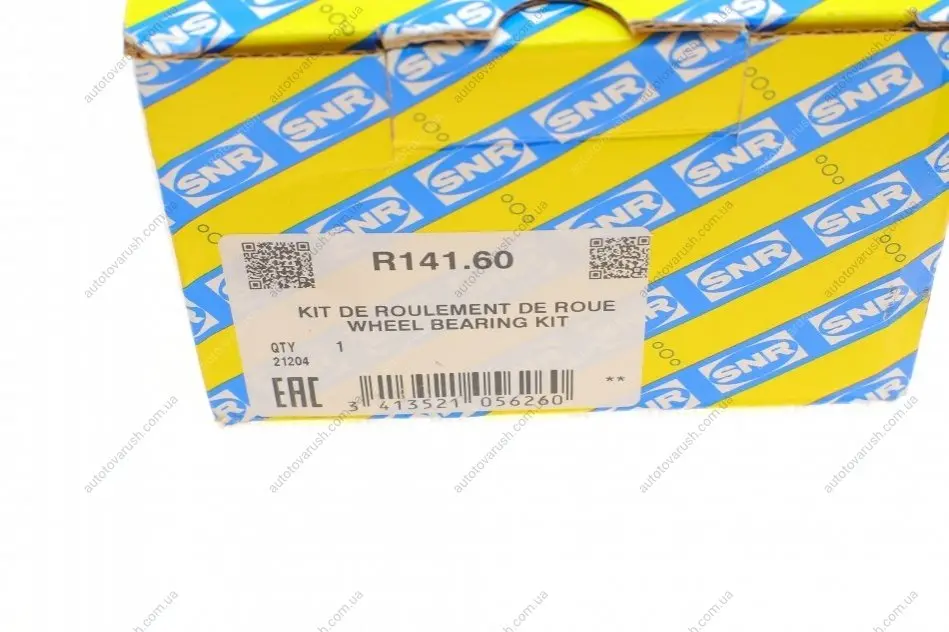 SNR
R141.60
KIT DE ROULEMENT DE ROUE
WHEEL BEARING KIT
QTY 1
21204
EAC
3 413521 056260
**
autotovarush.com.ua